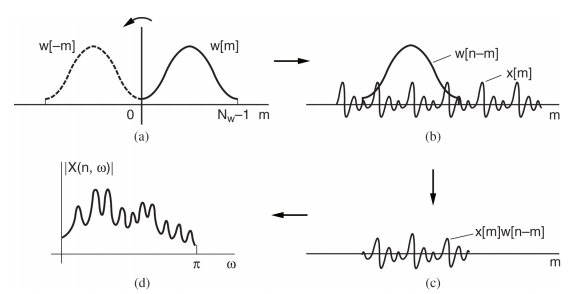 w[−m]
w[m]
0
N_w−1
m
(a)
w[n−m]
x[m]
m
(b)
|X(n, ω)|
π
ω
(d)
x[m]w[n−m]
m
(c)